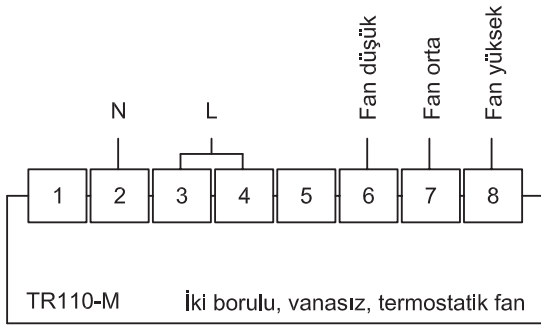 Fan düşük
Fan orta
Fan yüksek
N
L
1 2 3 4 5 6 7 8
TR110-M İki borulu, vanasız, termostatik fan